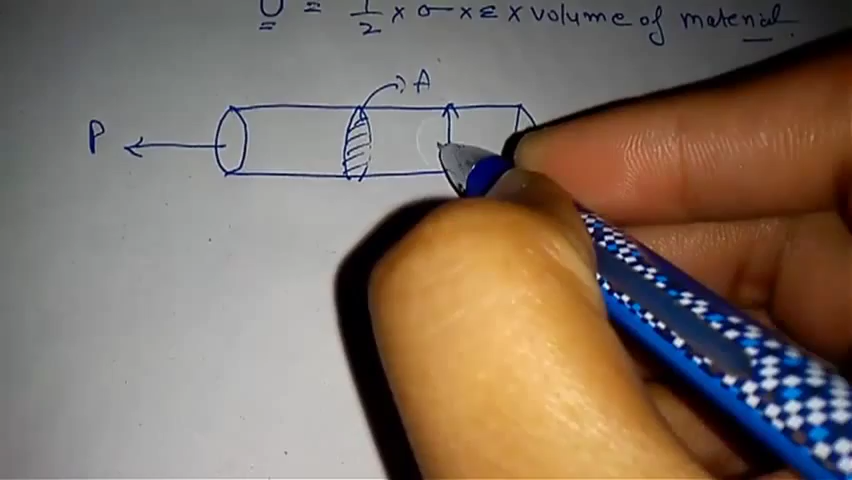 U = 1/2 × σ × ε × volume of material.
A
P